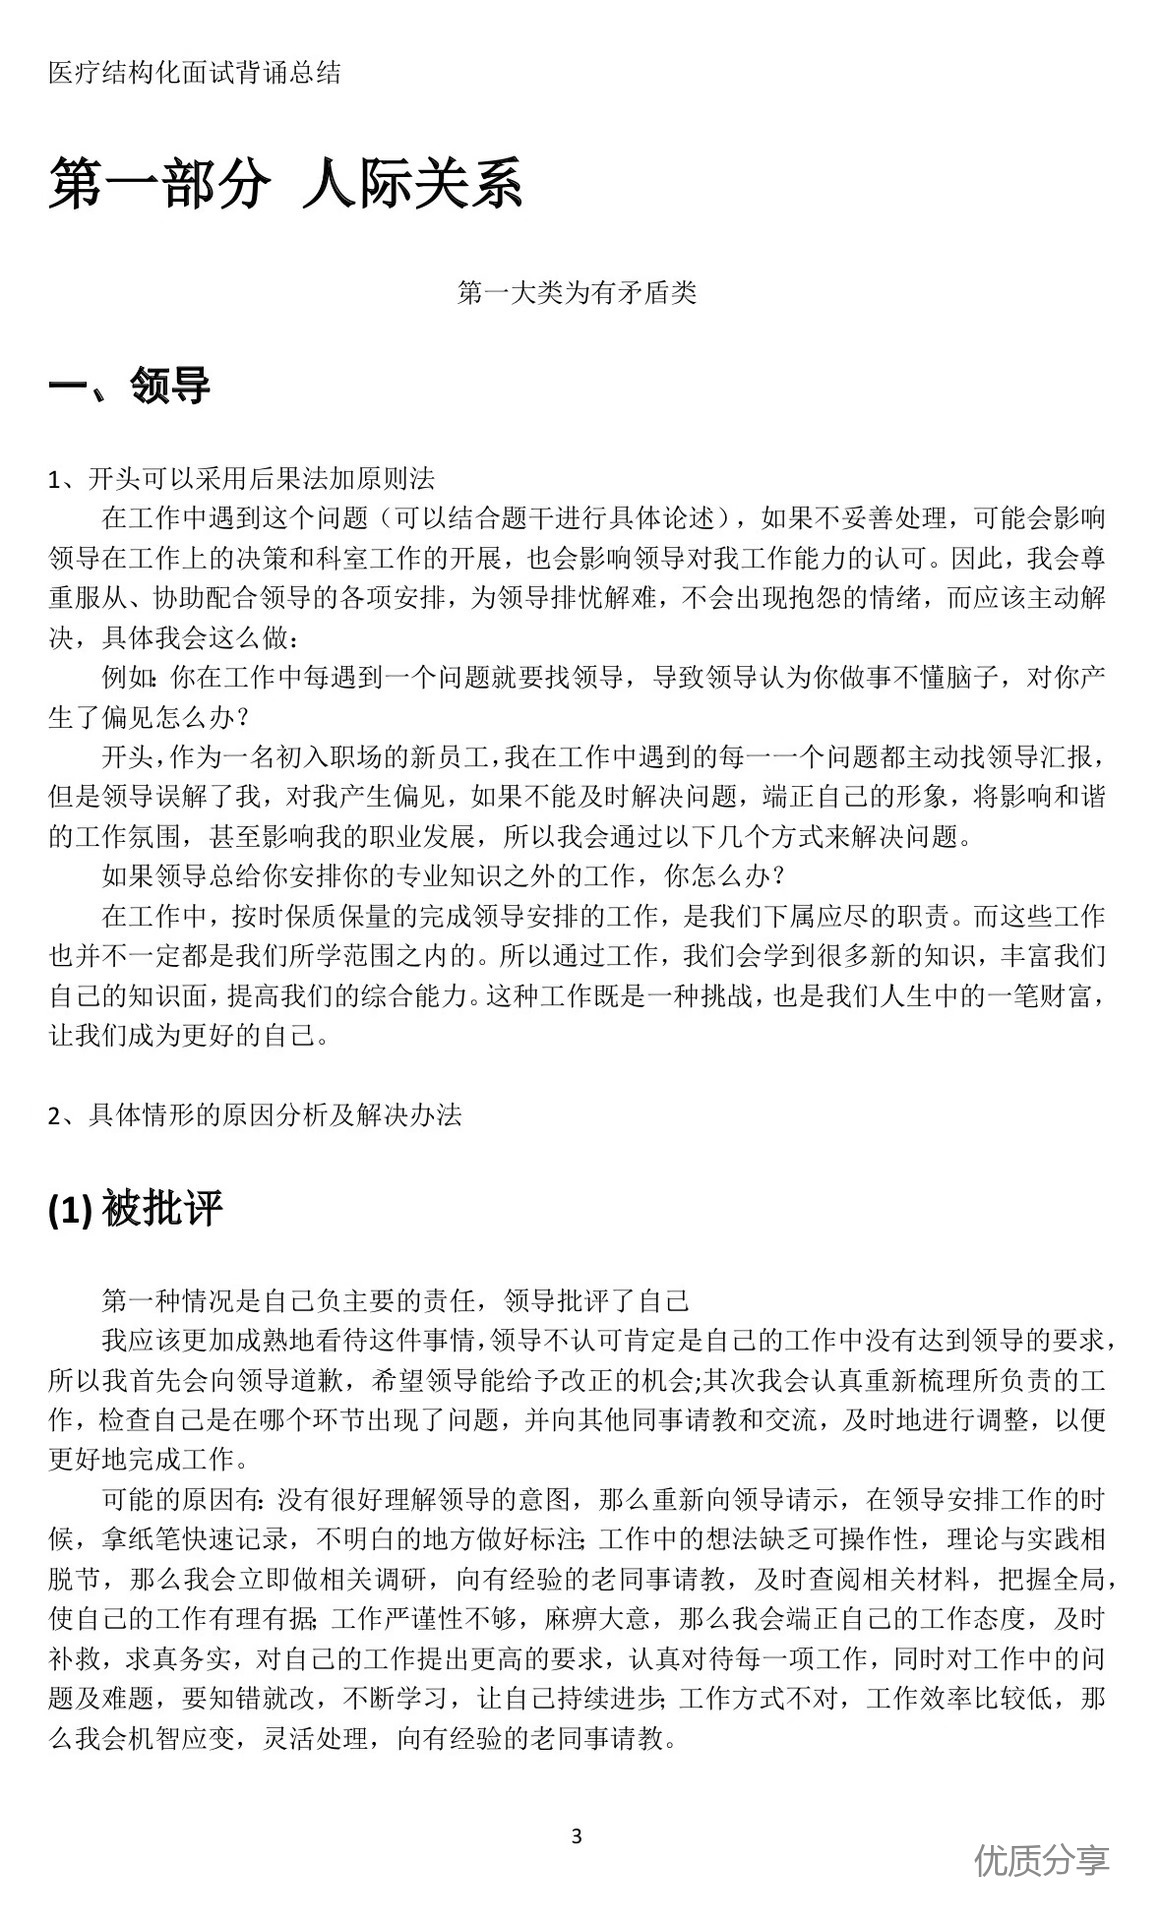 医疗结构化面试背诵总结
第一部分 人际关系
第一大类为有矛盾类
一、领导
1、开头可以采用后果法加原则法
在工作中遇到这个问题（可以结合题干进行具体论述），如果不妥善处理，可能会影响
领导在工作上的决策和科室工作的开展，也会影响领导对我工作能力的认可。因此，我会尊
重服从、协助配合领导的各项安排，为领导排忧解难，不会出现抱怨的情绪，而应该主动解
决，具体我会这么做：
例如：你在工作中每遇到一个问题就要找领导，导致领导认为你做事不懂脑子，对你产
生了偏见怎么办？
开头，作为一名初入职场的新员工，我在工作中遇到的每一一个问题都主动找领导汇报，
但是领导误解了我，对我产生偏见，如果不能及时解决问题，端正自己的形象，将影响和谐
的工作氛围，甚至影响我的职业发展，所以我会通过以下几个方式来解决问题。
如果领导总给你安排你的专业知识之外的工作，你怎么办？
在工作中，按时保质保量的完成领导安排的工作，是我们下属应尽的职责。而这些工作
也并不一定都是我们所学范围之内的。所以通过工作，我们会学到很多新的知识，丰富我们
自己的知识面，提高我们的综合能力。这种工作既是一种挑战，也是我们人生中的一笔财富，
让我们成为更好的自己。
2、具体情形的原因分析及解决办法
(1) 被批评
第一种情况是自己负主要的责任，领导批评了自己
我应该更加成熟地看待这件事情，领导不认可肯定是自己的工作中没有达到领导的要求，
所以我首先会向领导道歉，希望领导能给予改正的机会;其次我会认真重新梳理所负责的工
作，检查自己是在哪个环节出现了问题，并向其他同事请教和交流，及时地进行调整，以便
更好地完成工作。
可能的原因有：没有很好理解领导的意图，那么重新向领导请示，在领导安排工作的时
候，拿纸笔快速记录，不明白的地方做好标注；工作中的想法缺乏可操作性，理论与实践相
脱节，那么我会立即做相关调研，向有经验的老同事请教，及时查阅相关材料，把握全局，
使自己的工作有理有据；工作严谨性不够，麻痹大意，那么我会端正自己的工作态度，及时
补救，求真务实，对自己的工作提出更高的要求，认真对待每一项工作，同时对工作中的问
题及难题，要知错就改，不断学习，让自己持续进步；工作方式不对，工作效率比较低，那
么我会机智应变，灵活处理，向有经验的老同事请教。
3
优质分享